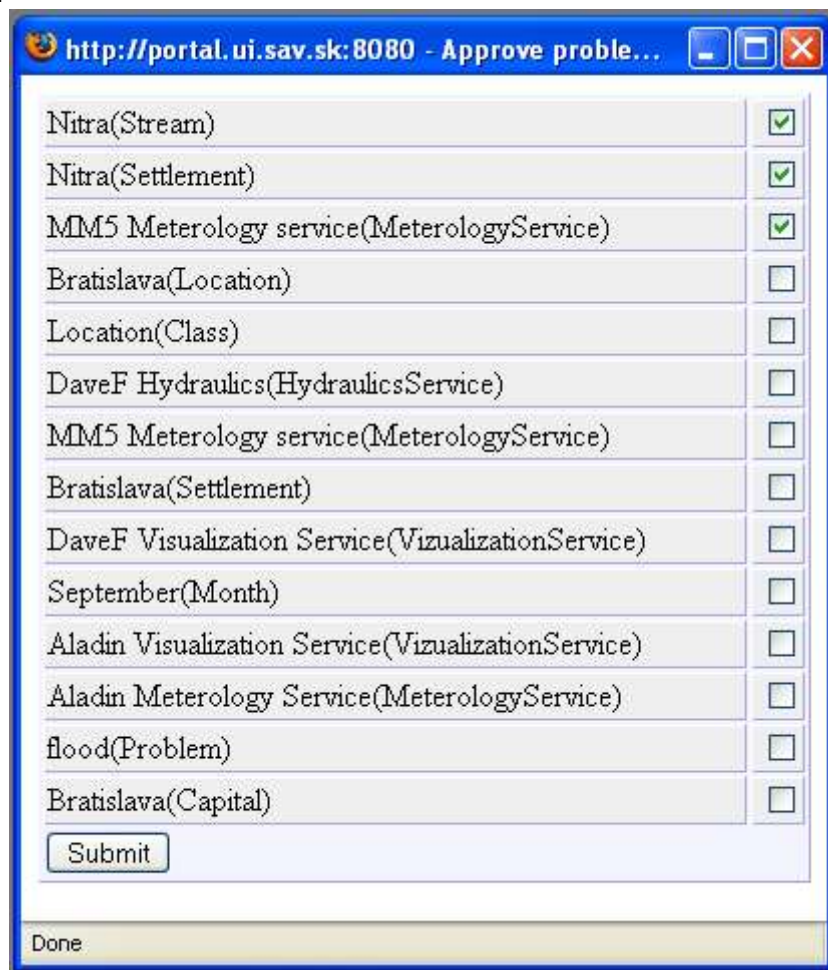 http://portal.ui.sav.sk:8080 - Approve proble...
Nitra(Stream)
Nitra(Settlement)
MM5 Meterology service(MeterologyService)
Bratislava(Location)
Location(Class)
DaveF Hydraulics(HydraulicsService)
MM5 Meterology service(MeterologyService)
Bratislava(Settlement)
DaveF Visualization Service(VizualizationService)
September(Month)
Aladin Visualization Service(VizualizationService)
Aladin Meterology Service(MeterologyService)
flood(Problem)
Bratislava(Capital)
Submit
Done